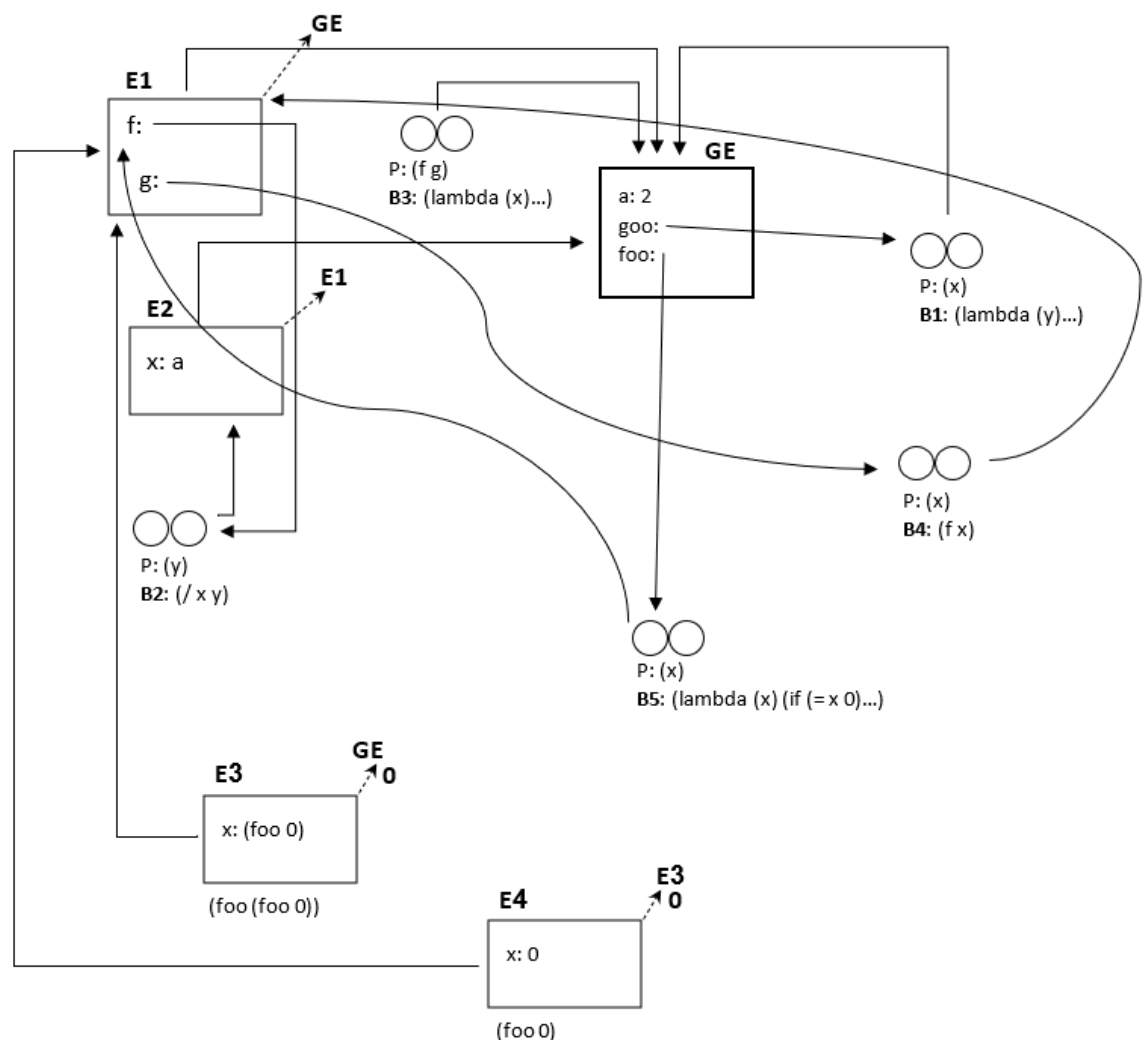 GE
E1
f:
g:
P: (f g)
B3: (lambda (x)...)
GE
a: 2
goo:
foo:
P: (x)
B1: (lambda (y)...)
E1
E2
x: a
P: (x)
B4: (f x)
P: (y)
B2: (/ x y)
P: (x)
B5: (lambda (x) (if (= x 0)...)
GE
0
E3
x: (foo 0)
(foo (foo 0))
E3
0
E4
x: 0
(foo 0)